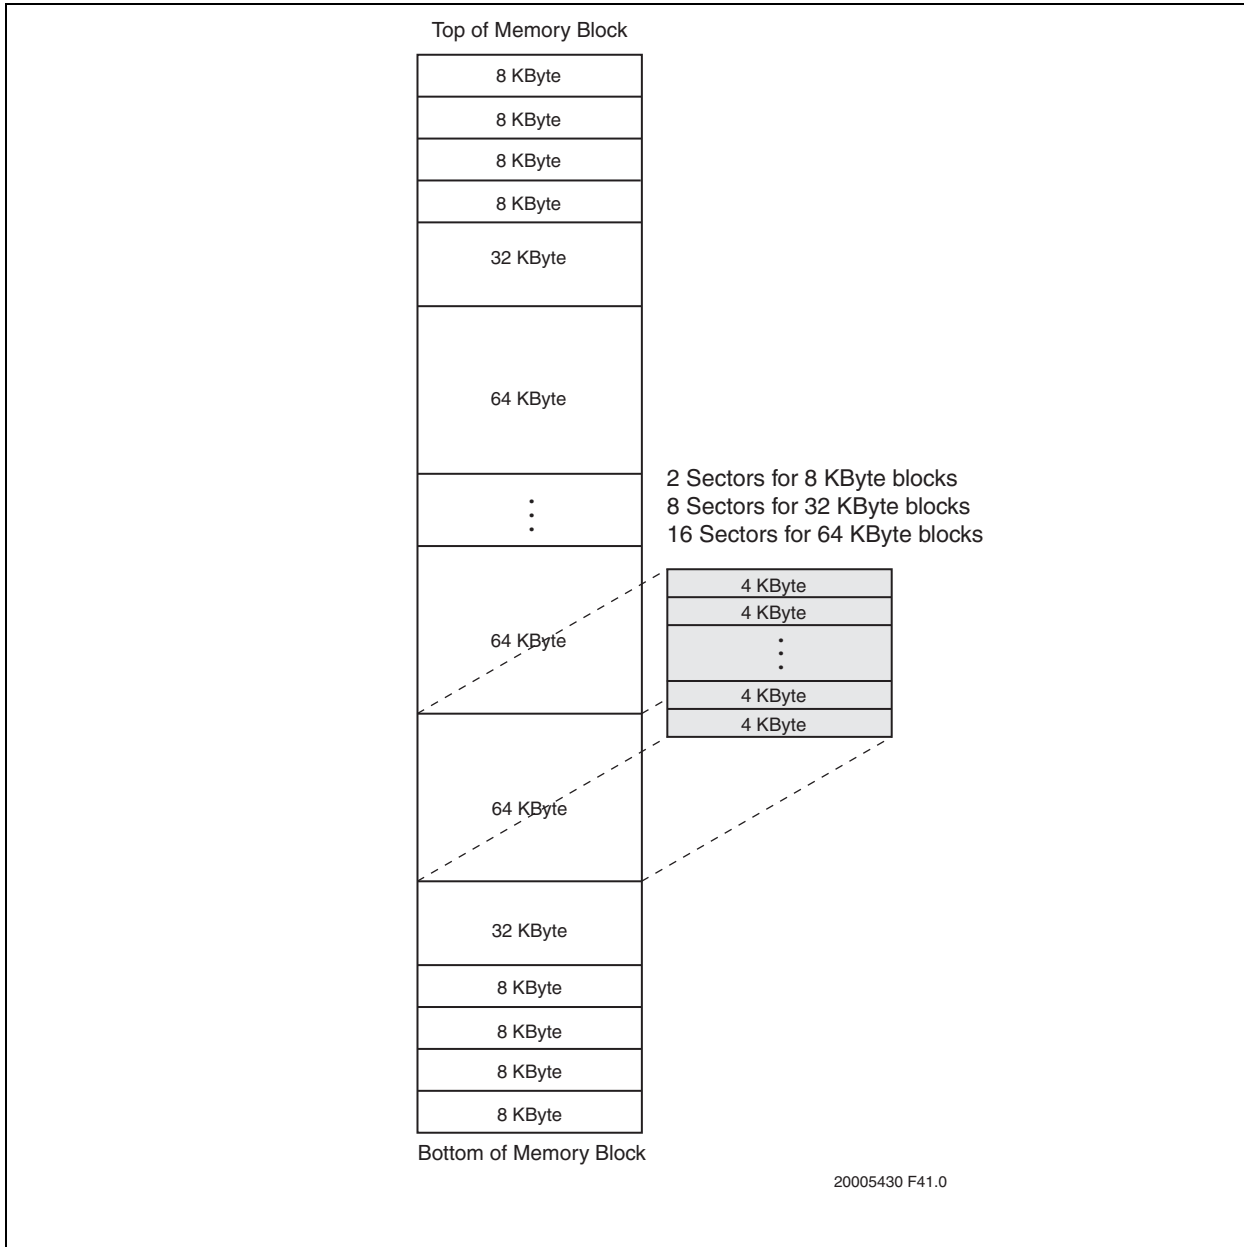 Top of Memory Block
8 KByte
8 KByte
8 KByte
8 KByte
32 KByte
64 KByte
⋮
2 Sectors for 8 KByte blocks
8 Sectors for 32 KByte blocks
16 Sectors for 64 KByte blocks
64 KByte
4 KByte
4 KByte
⋮
4 KByte
4 KByte
64 KByte
32 KByte
8 KByte
8 KByte
8 KByte
8 KByte
Bottom of Memory Block
20005430 F41.0